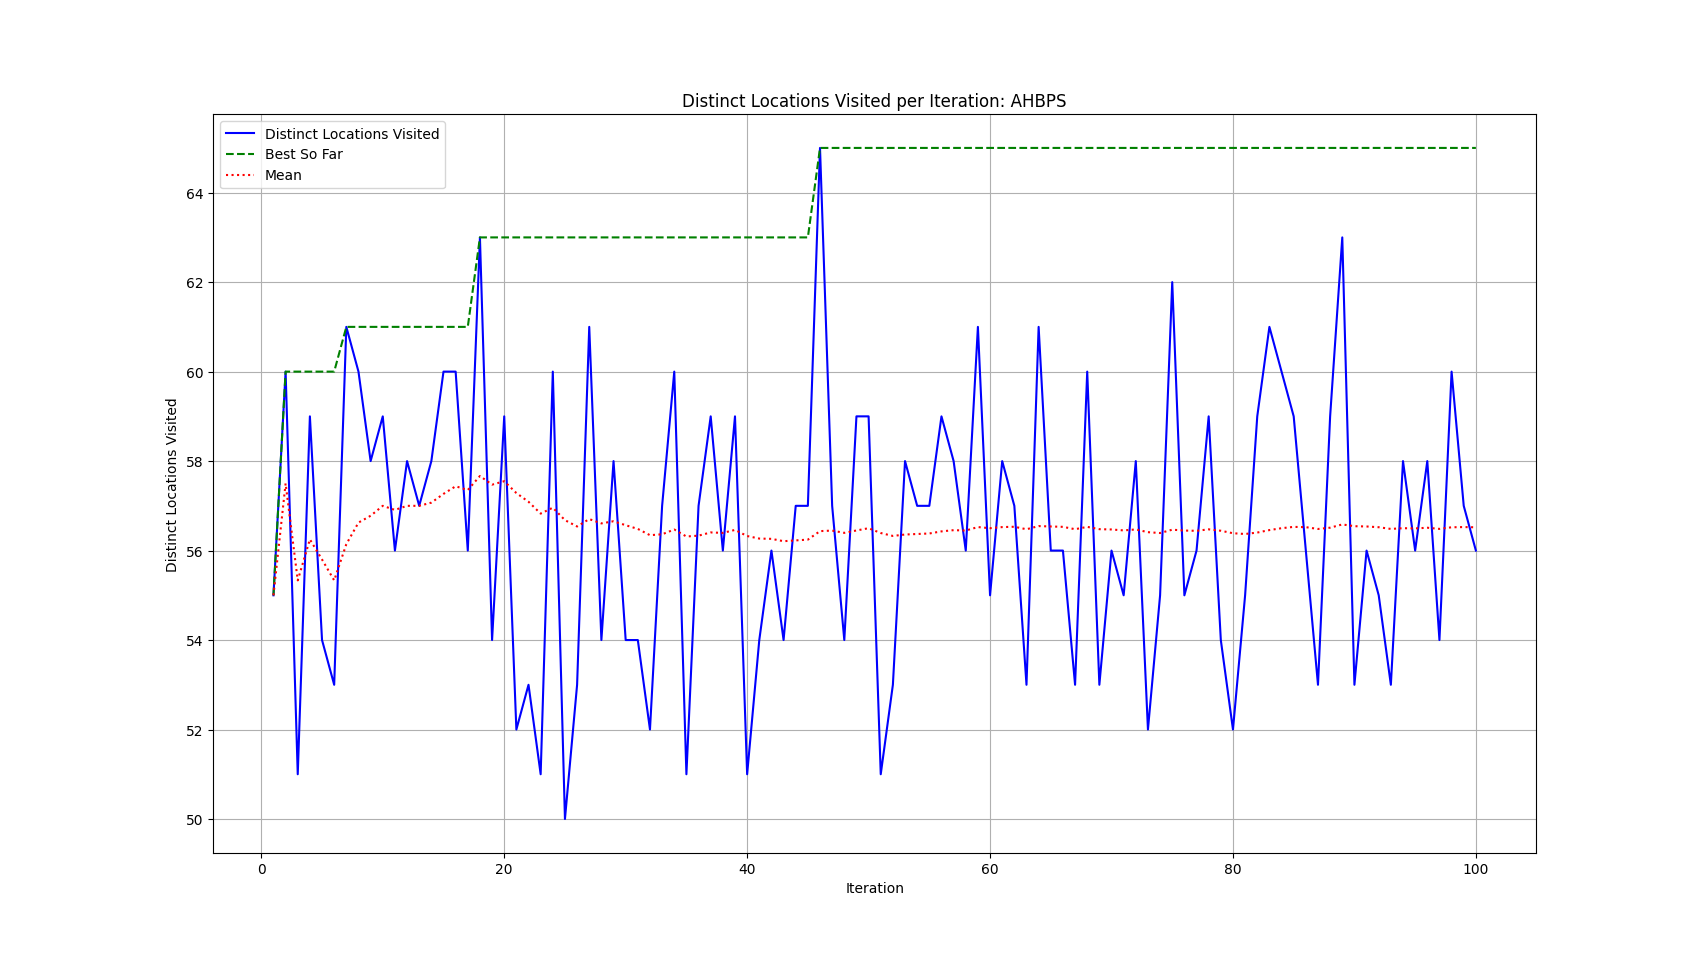 Distinct Locations Visited per Iteration: AHBPS
Distinct Locations Visited
Best So Far
Mean
Distinct Locations Visited
64
62
60
58
56
54
52
50
0 20 40 60 80 100
Iteration